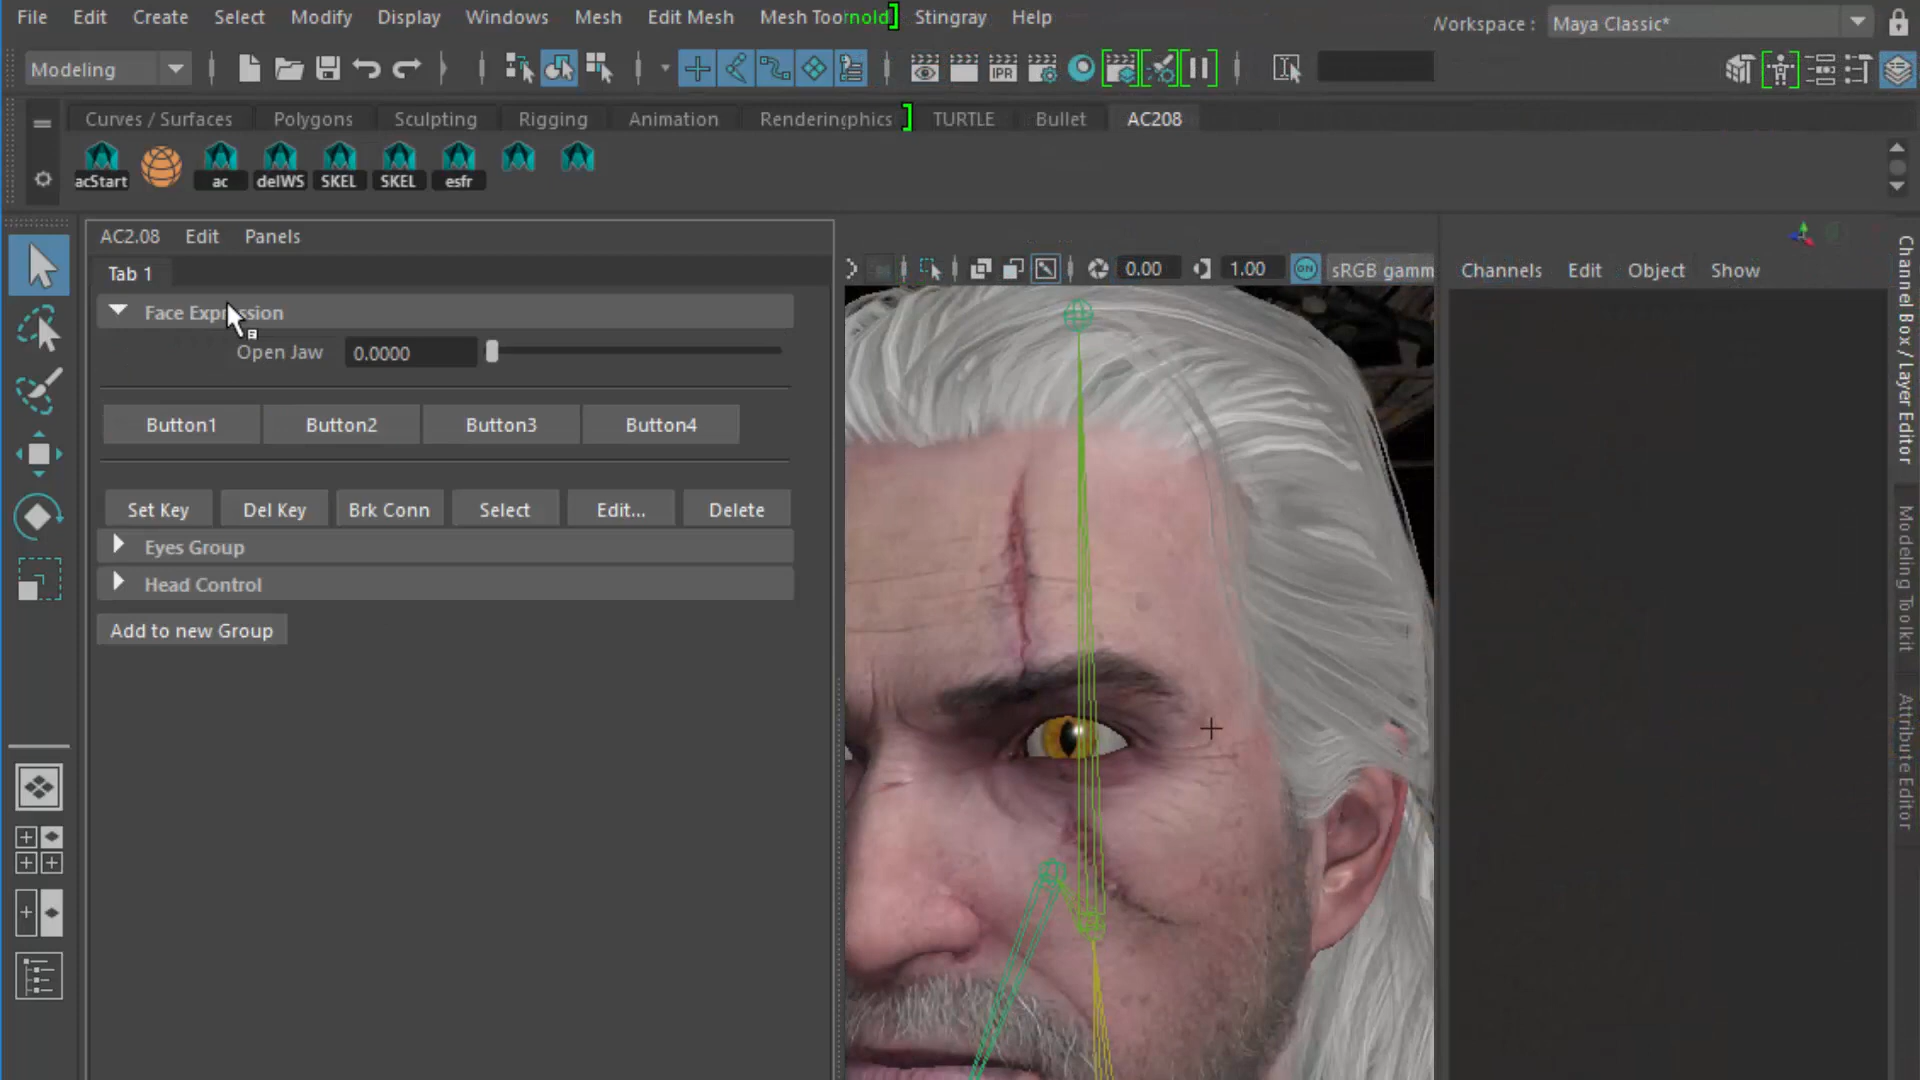 File Edit Create Select Modify Display Windows Mesh Edit Mesh Mesh Too nold] Stingray Help
Workspace : Maya Classic*
Modeling IPR
Curves / Surfaces Polygons Sculpting Rigging Animation Rendering phics ] TURTLE Bullet AC208
acStart ac delWS SKEL SKEL esfr
AC2.08 Edit Panels
Tab 1
0.00 1.00 ON sRGB gamm
Channels Edit Object Show
Face Expression
Open Jaw 0.0000
Button1 Button2 Button3 Button4
Set Key Del Key Brk Conn Select Edit... Delete
Eyes Group
Head Control
Add to new Group
Channel Box / Layer Editor
Modeling Toolkit
Attribute Editor